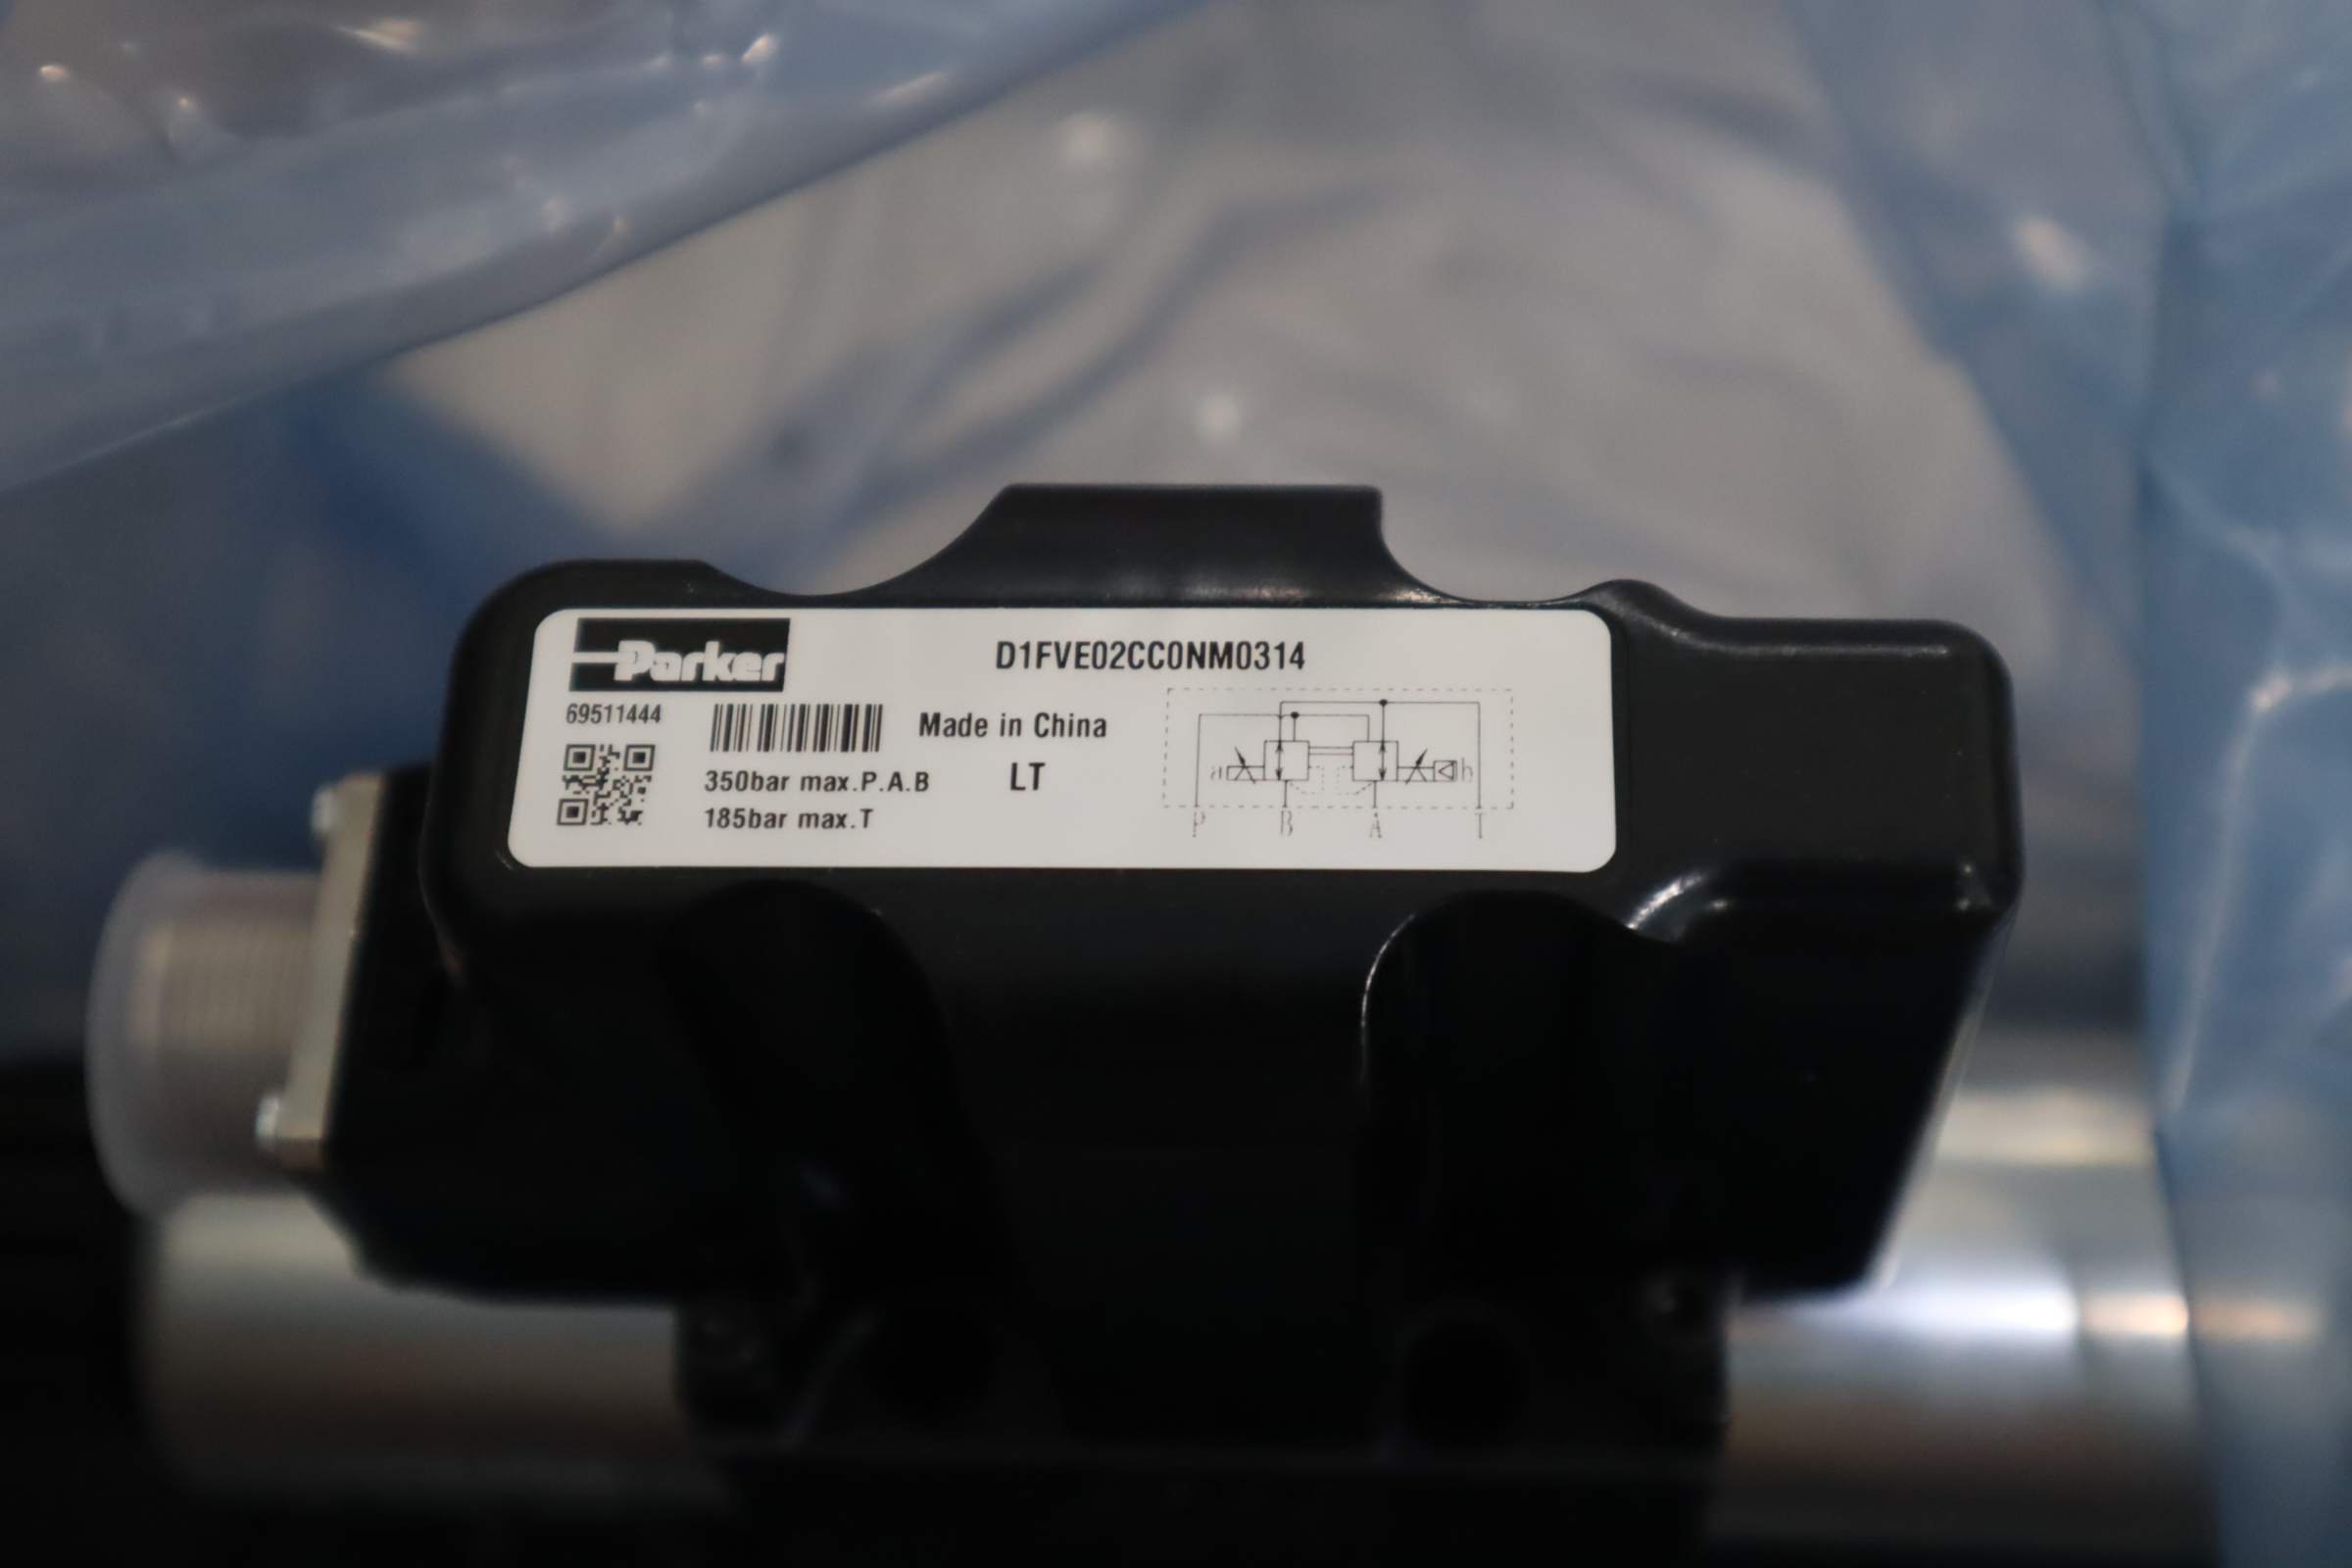 Parker
D1FVE02CC0NM0314
69511444
Made in China
350bar max.P.A.B
LT
185bar max.T
a b
P B A T